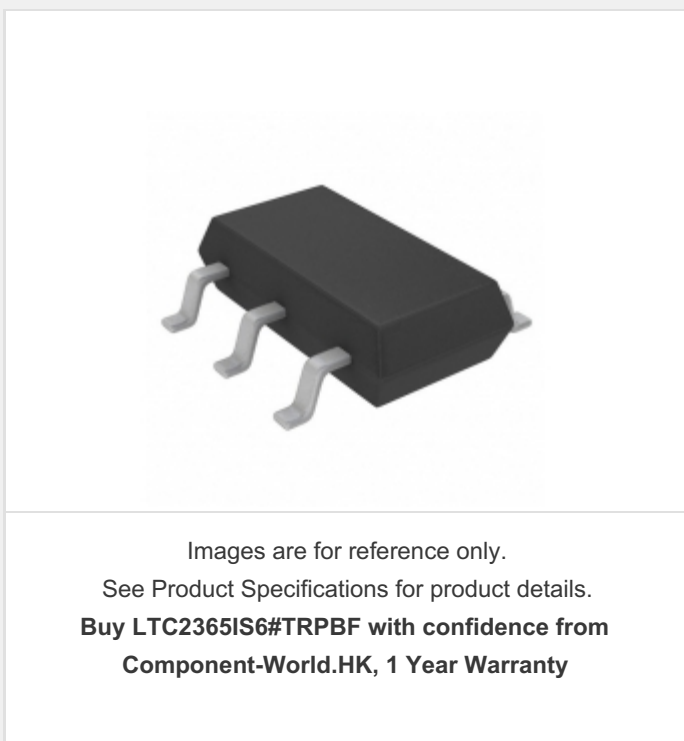 Images are for reference only.
See Product Specifications for product details.
Buy LTC2365IS6#TRPBF with confidence from
Component-World.HK, 1 Year Warranty